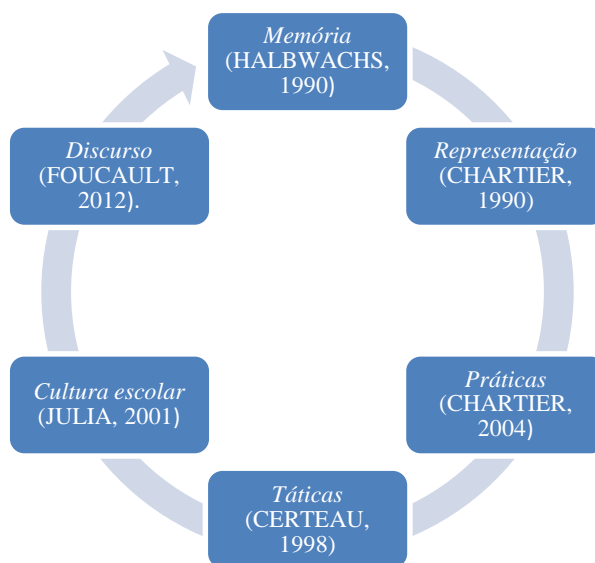 Memória
(HALBWACHS,
1990)
Representação
(CHARTIER,
1990)
Práticas
(CHARTIER,
2004)
Táticas
(CERTEAU,
1998)
Cultura escolar
(JULIA, 2001)
Discurso
(FOUCAULT,
2012).